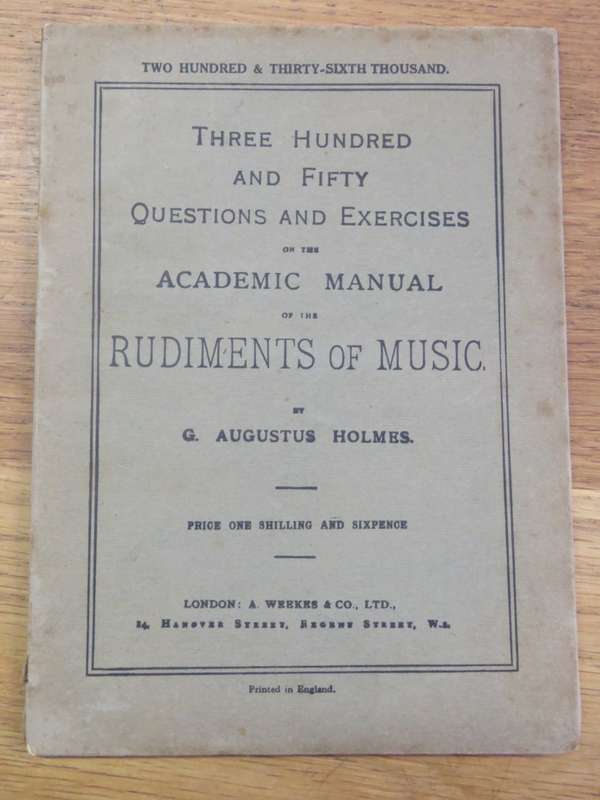 TWO HUNDRED & THIRTY-SIXTH THOUSAND.
THREE HUNDRED
AND FIFTY
QUESTIONS AND EXERCISES
ON THE
ACADEMIC MANUAL
OF THE
RUDIMENTS OF MUSIC.
BY
G. AUGUSTUS HOLMES.
PRICE ONE SHILLING AND SIXPENCE
LONDON: A. WEEKES & CO., LTD.,
14, HANOVER STREET, REGENT STREET, W.1.
Printed in England.